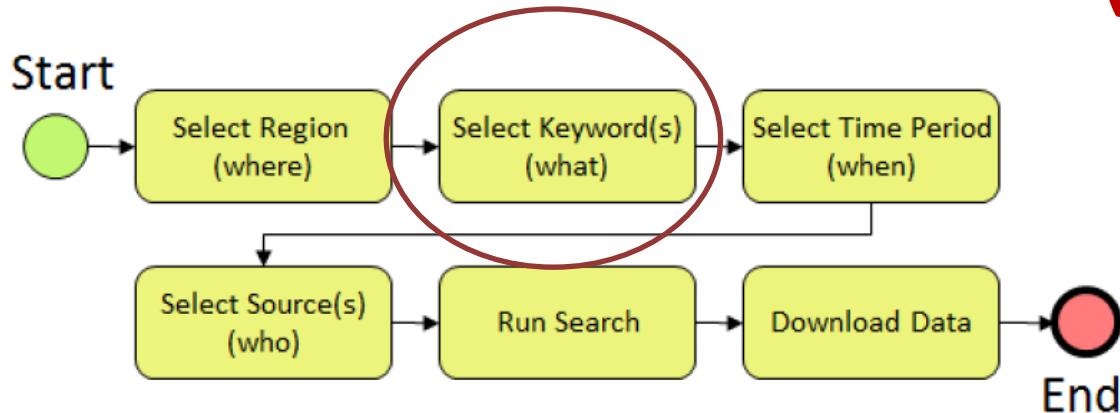 Start
Select Region
(where)
Select Keyword(s)
(what)
Select Time Period
(when)
Select Source(s)
(who)
Run Search
Download Data
End